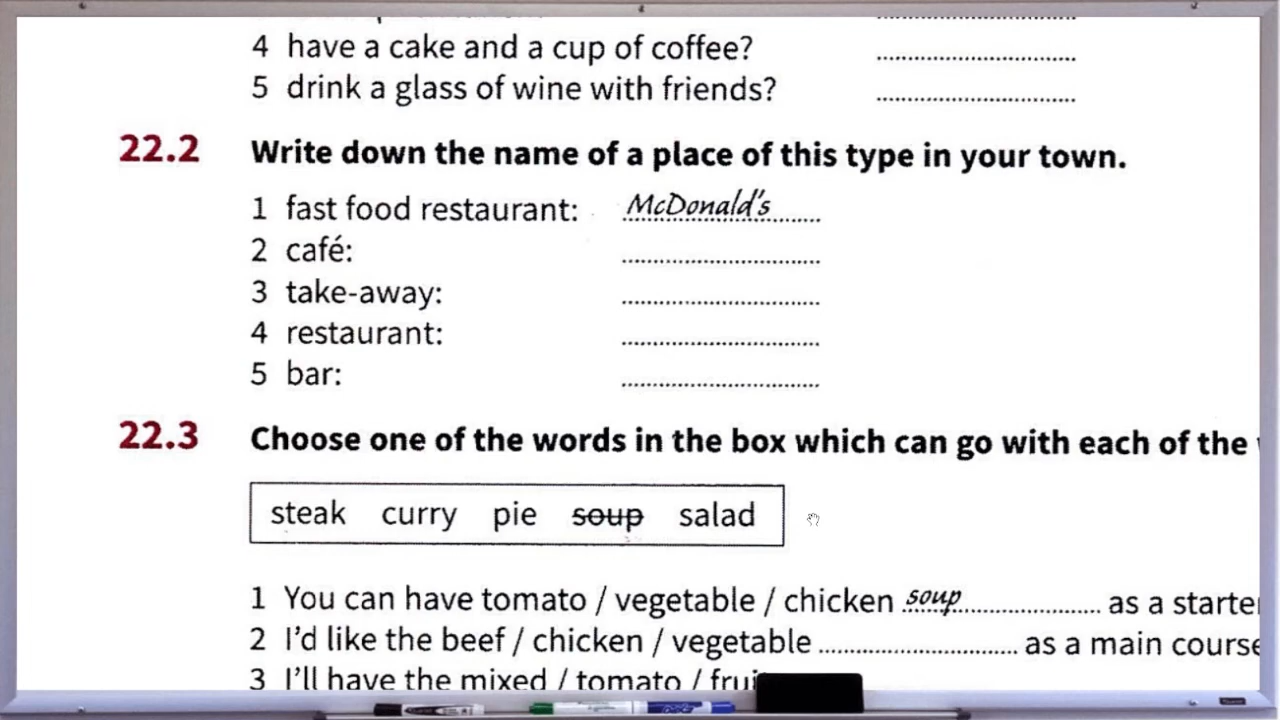 4 have a cake and a cup of coffee? ........................
5 drink a glass of wine with friends? ........................
22.2 Write down the name of a place of this type in your town.
1 fast food restaurant: McDonald's
2 café: ........................
3 take-away: ........................
4 restaurant: ........................
5 bar: ........................
22.3 Choose one of the words in the box which can go with each of the
steak curry pie soup salad
1 You can have tomato / vegetable / chicken soup ........................ as a starter
2 I'd like the beef / chicken / vegetable ........................ as a main course
3 I'll have the mixed / tomato / fruit